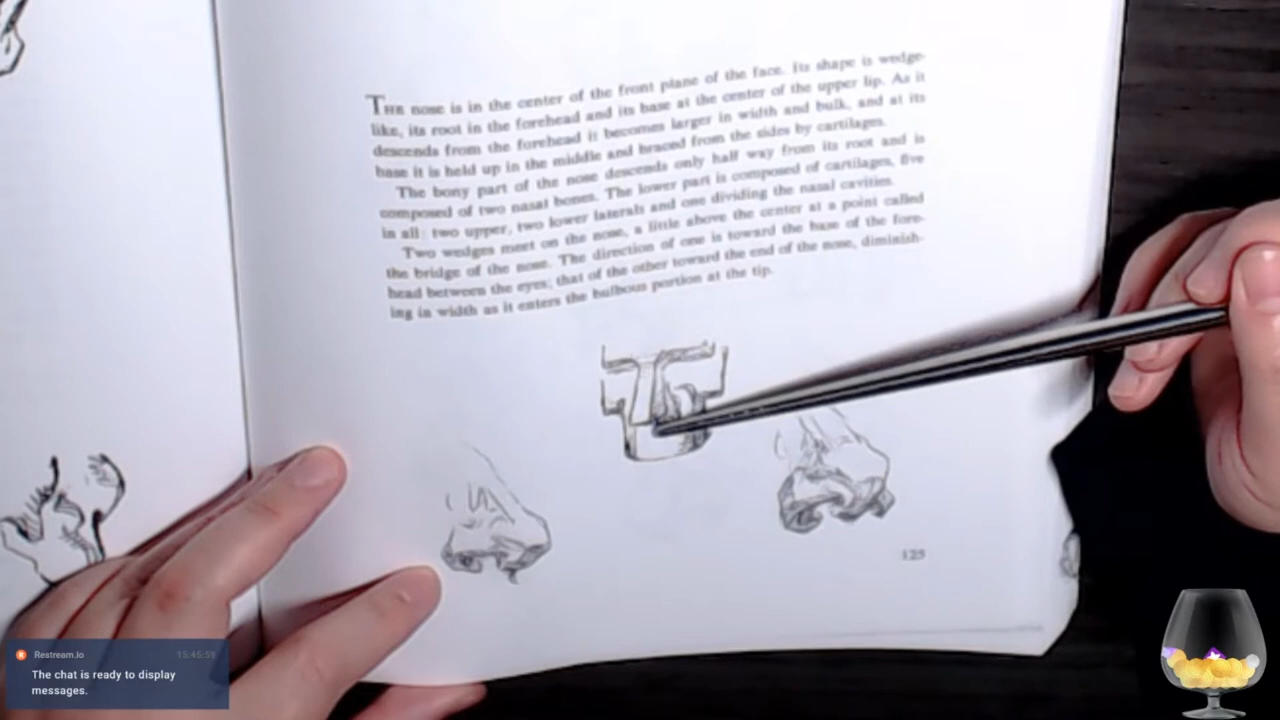 THE nose is in the center of the front plane of the face. Its shape is wedge-
like, its root in the forehead and its base at the center of the upper lip. As it
descends from the forehead it becomes larger in width and bulk, and at its
base it is held up in the middle and braced from the sides by cartilages.
The bony part of the nose descends only half way from its root and is
composed of two nasal bones. The lower part is composed of cartilages, five
in all: two upper, two lower laterals and one dividing the nasal cavities.
Two wedges meet on the nose, a little above the center at a point called
the bridge of the nose. The direction of one is toward the base of the fore-
head between the eyes; that of the other toward the end of the nose, diminish-
ing in width as it enters the bulbous portion at the tip.
125
Restream.io 15:45:59
The chat is ready to display
messages.